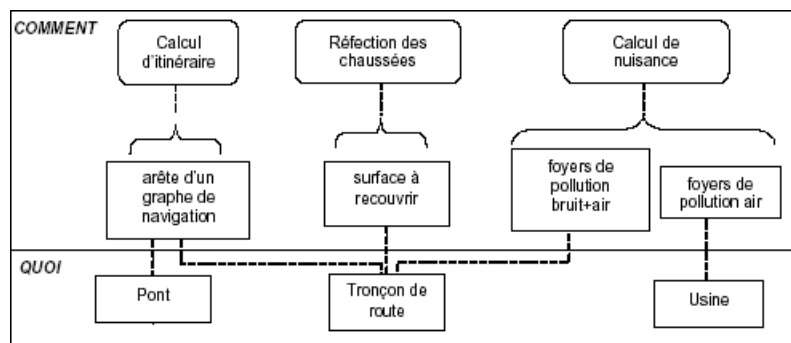 COMMENT
Calcul
d'itinéraire
Réfection des
chaussées
Calcul de
nuisance
arête d'un
graphe de
navigation
surface à
recouvrir
foyers de
pollution
bruit+air
foyers de
pollution air
QUOI
Pont
Tronçon de
route
Usine